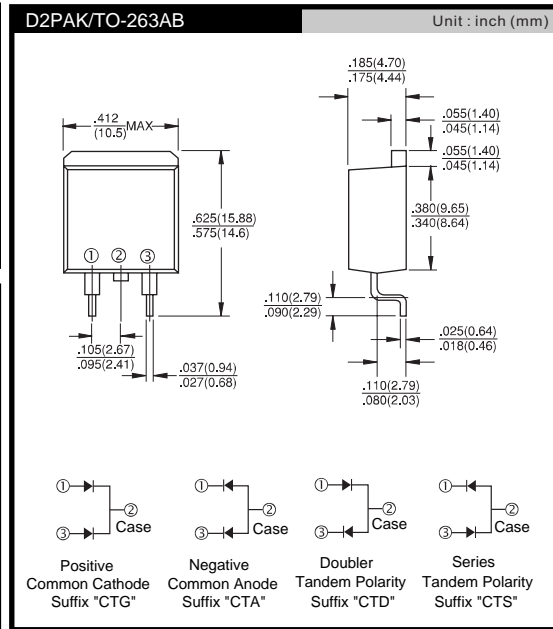 D2PAK/TO-263AB
Unit : inch (mm)
.185(4.70)
.175(4.44)
.412
(10.5)
MAX
.055(1.40)
.045(1.14)
.055(1.40)
.045(1.14)
.625(15.88)
.575(14.6)
.380(9.65)
.340(8.64)
① ② ③
.110(2.79)
.090(2.29)
.105(2.67)
.095(2.41)
.037(0.94)
.027(0.68)
.025(0.64)
.018(0.46)
.110(2.79)
.080(2.03)
①
②
③
Case
Positive
Common Cathode
Suffix "CTG"
①
②
③
Case
Negative
Common Anode
Suffix "CTA"
①
②
③
Case
Doubler
Tandem Polarity
Suffix "CTD"
①
②
③
Case
Series
Tandem Polarity
Suffix "CTS"